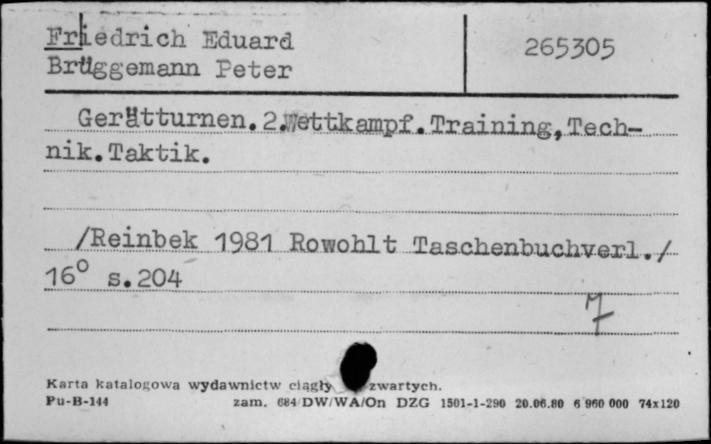 Friedrich Eduard
265305
Brüggemann Peter
Gerätturnen.2.Wettkampf.Training,Tech-
nik.Taktik.
/Reinbek 1981 Rowohlt Taschenbuchverl./
16° s.204
7
Karta katalogowa wydawnictw ciągły zwartych.
Pu-B-144 zam. 684/DW/WA/On DZG 1501-1-290 20.06.80 6 960 000 74x120